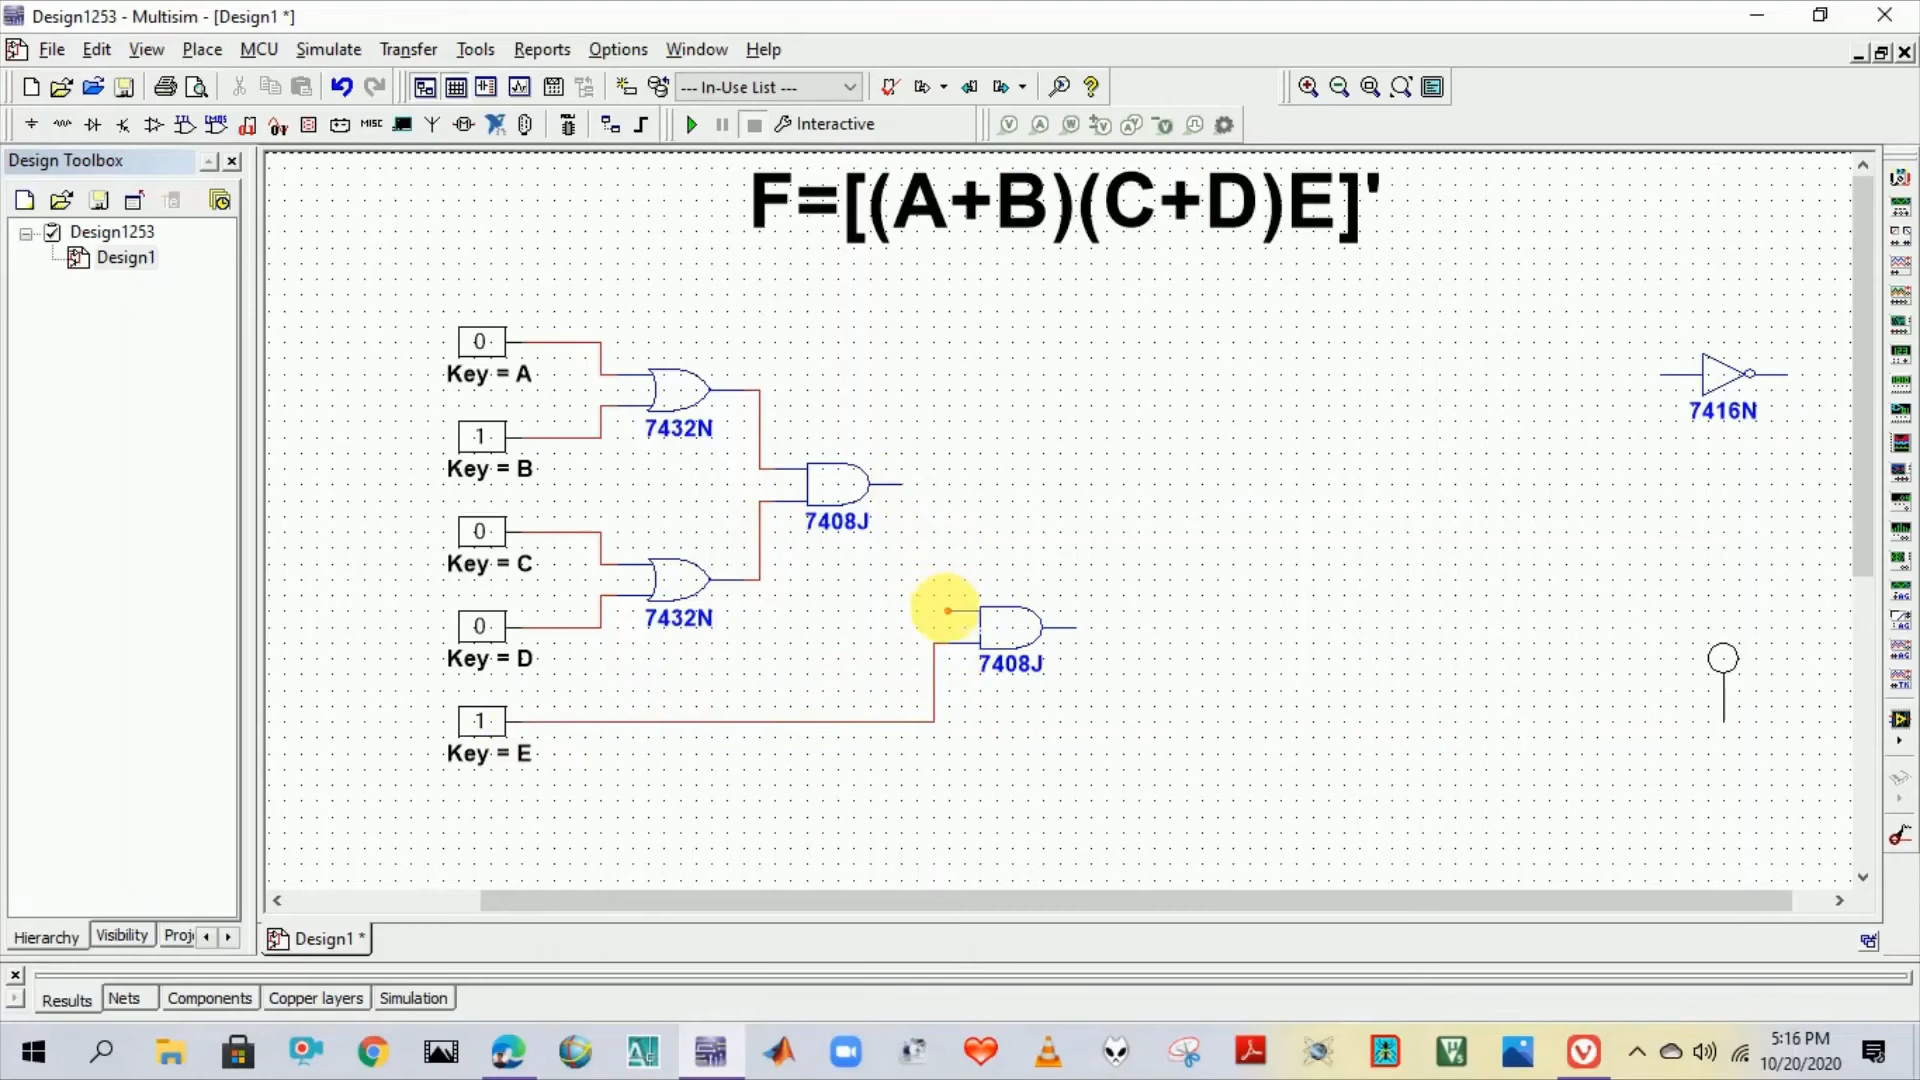 Design1253 - Multisim - [Design1 *]
File Edit View Place MCU Simulate Transfer Tools Reports Options Window Help
--- In-Use List ---
MISC Interactive
Design Toolbox
Design1253
Design1
F=[(A+B)(C+D)E]'
0
Key = A
7432N
1
Key = B
7416N
0
Key = C
7408J
0
Key = D
7432N
7408J
1
Key = E
Hierarchy Visibility Proj
Design1 *
Results Nets Components Copper layers Simulation
5:16 PM
10/20/2020